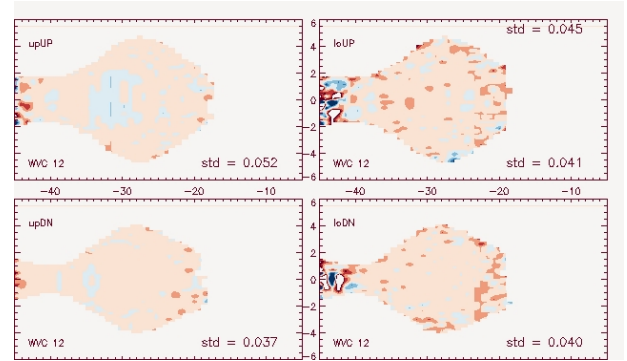 std = 0.045
upUP
loUP
WVC 12
std = 0.052
WVC 12
std = 0.041
6
4
2
0
-2
-4
-6
-40
-30
-20
-10
-40
-30
-20
-10
upDN
loDN
WVC 12
std = 0.037
WVC 12
std = 0.040
6
4
2
0
-2
-4
-6